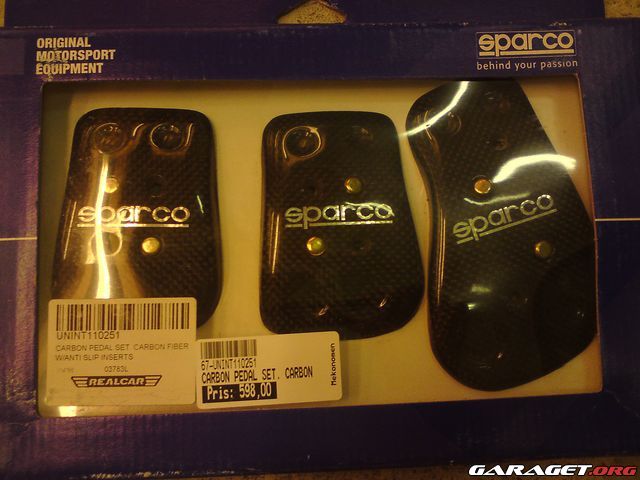 ORIGINAL
MOTORSPORT
EQUIPMENT
sparco
behind your passion
sparco
sparco
sparco
UNINT110251
CARBON PEDAL SET CARBON FIBER
W/ANTI SLIP INSERTS
03783L
REALCAR
67-UNINT110251
CARBON PEDAL SET. CARBON
Pris: 598,00
Mekonomen
GARAGET.ORG